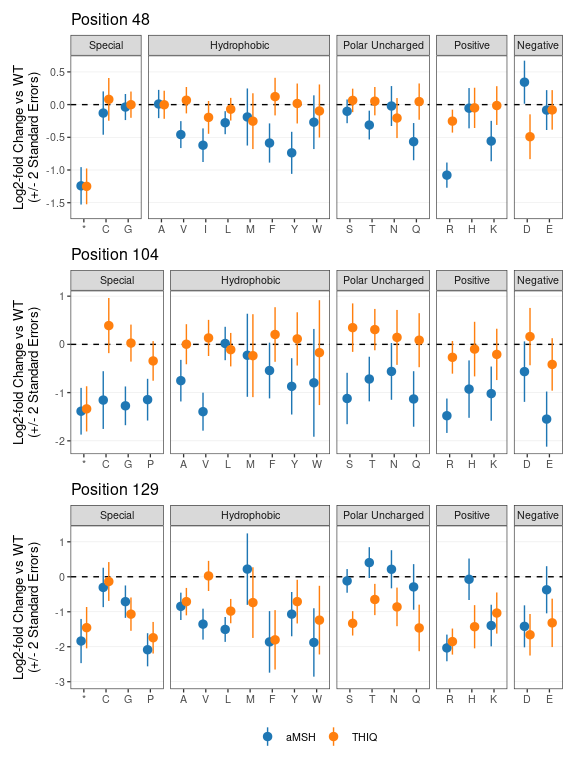 Position 48
Special Hydrophobic Polar Uncharged Positive Negative
Log2-fold Change vs WT
(+/- 2 Standard Errors)
0.5
0.0
-0.5
-1.0
-1.5
* C G A V I L M F Y W S T N Q R H K D E
Position 104
Special Hydrophobic Polar Uncharged Positive Negative
Log2-fold Change vs WT
(+/- 2 Standard Errors)
1
0
-1
-2
* C G P A V L M F Y W S T N Q R H K D E
Position 129
Special Hydrophobic Polar Uncharged Positive Negative
Log2-fold Change vs WT
(+/- 2 Standard Errors)
1
0
-1
-2
-3
* C G P A V I L M F Y W S T N Q R H K D E
aMSH THIQ